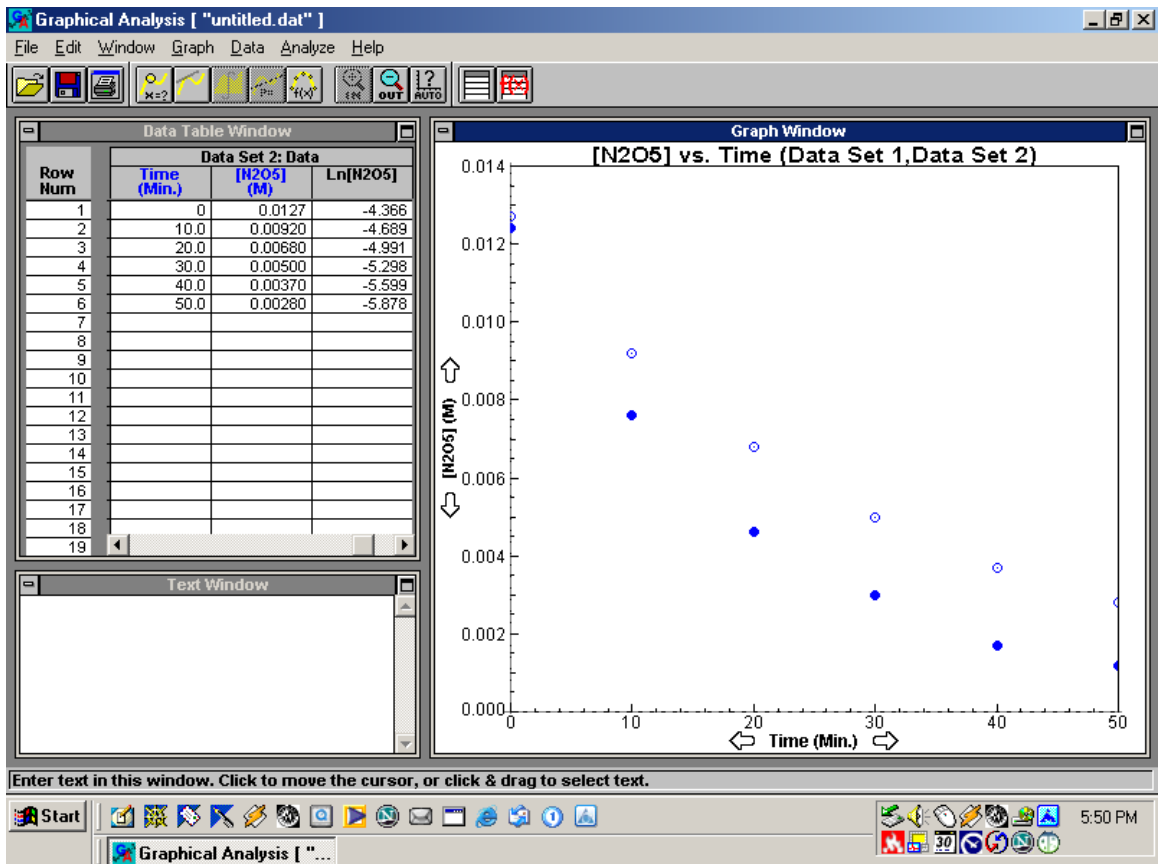 Graphical Analysis [ "untitled.dat" ]
File Edit Window Graph Data Analyze Help
x=? P= f(x) IN OUT ? AUTO f(x)
Data Table Window
Data Set 2: Data
Row Num Time (Min.) [N2O5] (M) Ln[N2O5]
1 0 0.0127 -4.366
2 10.0 0.00920 -4.689
3 20.0 0.00680 -4.991
4 30.0 0.00500 -5.298
5 40.0 0.00370 -5.599
6 50.0 0.00280 -5.878
7
8
9
10
11
12
13
14
15
16
17
18
19
Text Window
Graph Window
[N2O5] vs. Time (Data Set 1,Data Set 2)
0.014
0.012
0.010
0.008
0.006
0.004
0.002
0.000
[N2O5] (M)
0 10 20 30 40 50
Time (Min.)
Enter text in this window. Click to move the cursor, or click & drag to select text.
Start
5:50 PM
30
Graphical Analysis [ "...